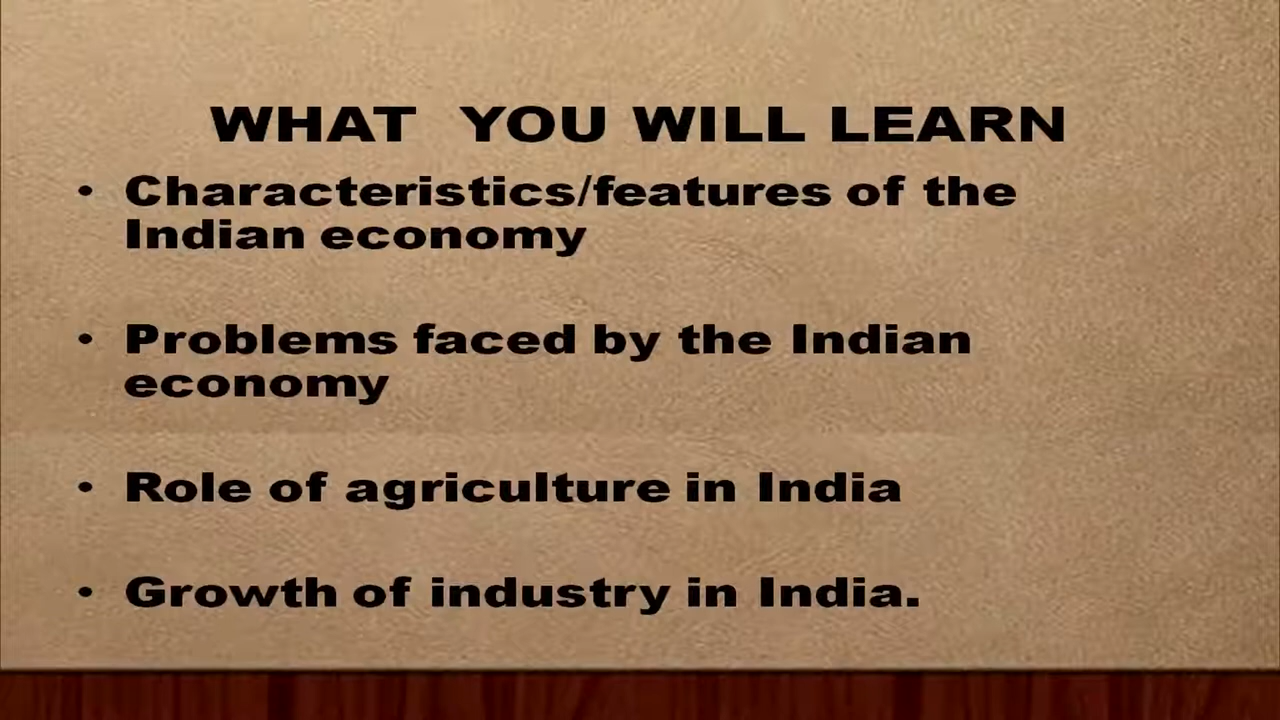 WHAT YOU WILL LEARN
• Characteristics/features of the
Indian economy
• Problems faced by the Indian
economy
• Role of agriculture in India
• Growth of industry in India.